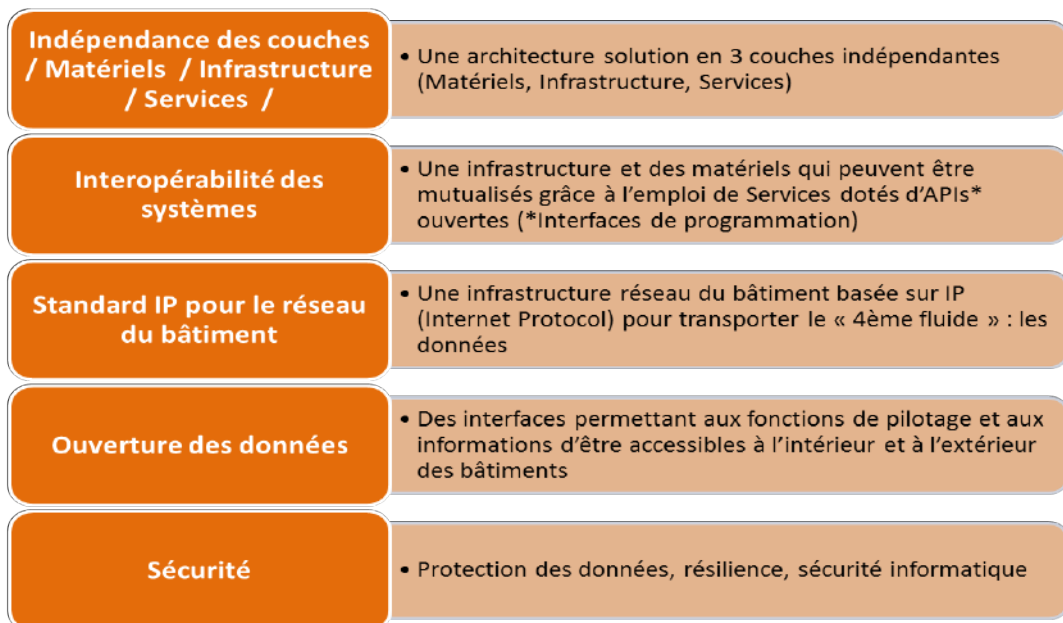 Indépendance des couches
/ Matériels / Infrastructure
/ Services /
• Une architecture solution en 3 couches indépendantes
(Matériels, Infrastructure, Services)
Interopérabilité des
systèmes
• Une infrastructure et des matériels qui peuvent être
mutualisés grâce à l'emploi de Services dotés d'APIs*
ouvertes (*Interfaces de programmation)
Standard IP pour le réseau
du bâtiment
• Une infrastructure réseau du bâtiment basée sur IP
(Internet Protocol) pour transporter le « 4ème fluide » : les
données
Ouverture des données
• Des interfaces permettant aux fonctions de pilotage et aux
informations d'être accessibles à l'intérieur et à l'extérieur
des bâtiments
Sécurité
• Protection des données, résilience, sécurité informatique